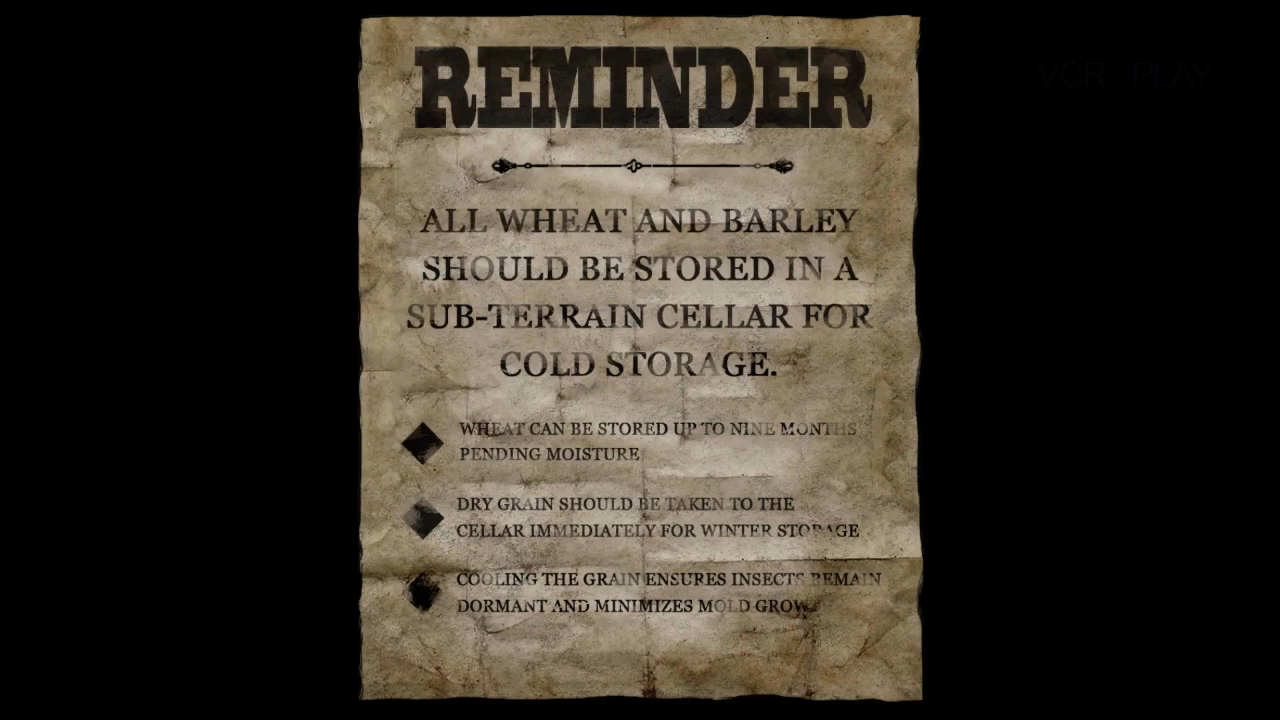 VCR PLAY
REMINDER
ALL WHEAT AND BARLEY
SHOULD BE STORED IN A
SUB-TERRAIN CELLAR FOR
COLD STORAGE.
WHEAT CAN BE STORED UP TO NINE MONTHS
PENDING MOISTURE
DRY GRAIN SHOULD BE TAKEN TO THE
CELLAR IMMEDIATELY FOR WINTER STORAGE
COOLING THE GRAIN ENSURES INSECTS REMAIN
DORMANT AND MINIMIZES MOLD GROWTH